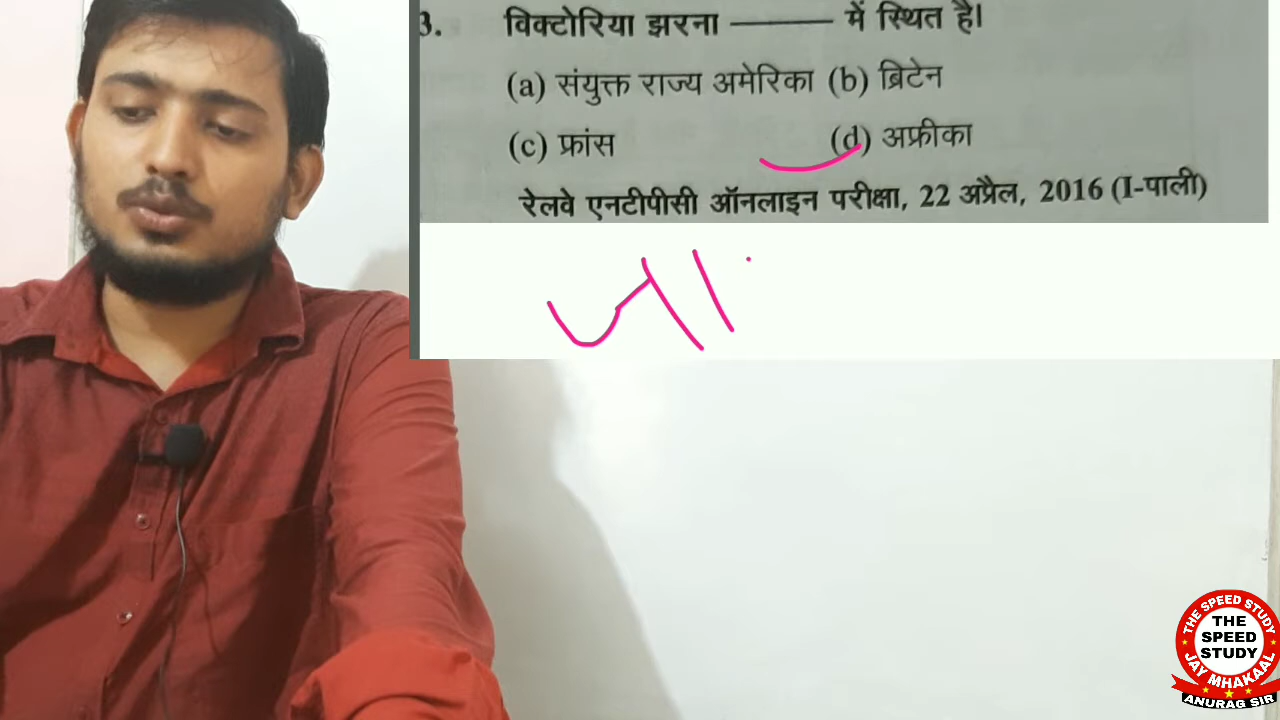 3. विक्टोरिया झरना ——— में स्थित है।
(a) संयुक्त राज्य अमेरिका (b) ब्रिटेन
(c) फ्रांस (d) अफ्रीका
रेलवे एनटीपीसी ऑनलाइन परीक्षा, 22 अप्रैल, 2016 (I-पाली)
THE SPEED STUDY
THE
SPEED
STUDY
JAY MHAKAAL
ANURAG SIR